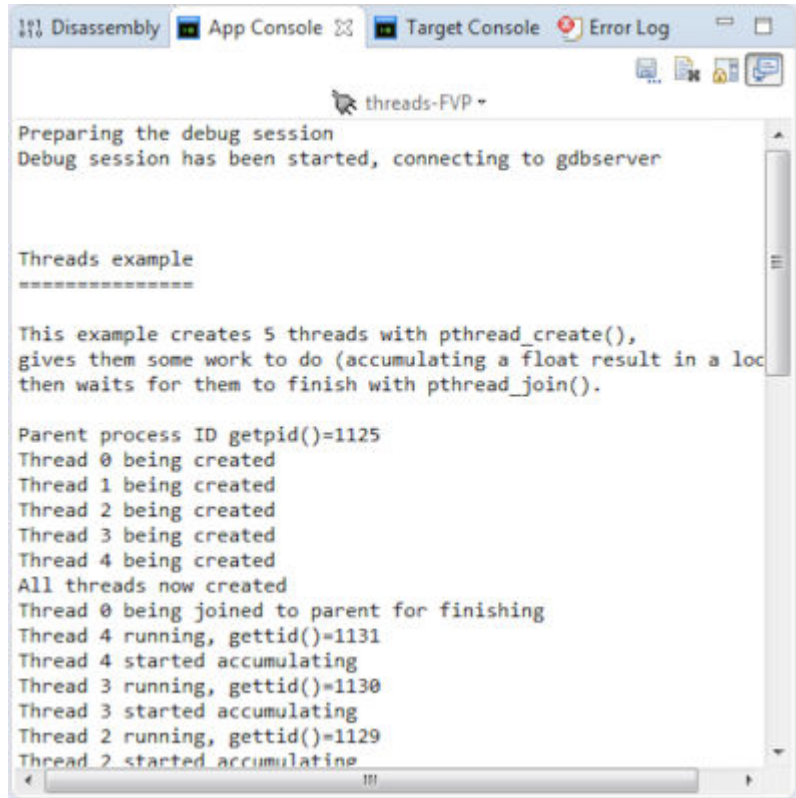 Disassembly App Console Target Console Error Log
threads-FVP
Preparing the debug session
Debug session has been started, connecting to gdbserver
Threads example
===============
This example creates 5 threads with pthread_create(),
gives them some work to do (accumulating a float result in a loc
then waits for them to finish with pthread_join().
Parent process ID getpid()=1125
Thread 0 being created
Thread 1 being created
Thread 2 being created
Thread 3 being created
Thread 4 being created
All threads now created
Thread 0 being joined to parent for finishing
Thread 4 running, gettid()=1131
Thread 4 started accumulating
Thread 3 running, gettid()=1130
Thread 3 started accumulating
Thread 2 running, gettid()=1129
Thread 2 started accumulating